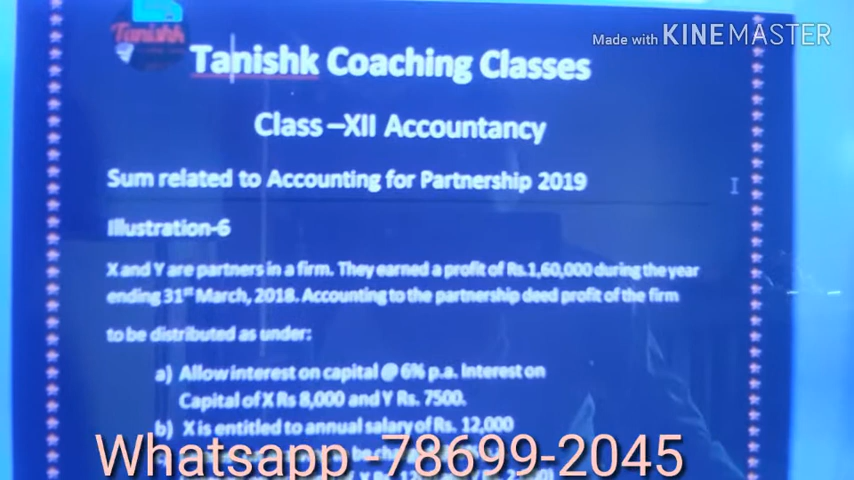 Tanishk
Made with KINEMASTER
Tanishk Coaching Classes
Class –XII Accountancy
Sum related to Accounting for Partnership 2019
Illustration-6
X and Y are partners in a firm. They earned a profit of Rs.1,60,000 during the year
ending 31st March, 2018. Accounting to the partnership deed profit of the firm
to be distributed as under:
a) Allow interest on capital @ 6% p.a. Interest on
Capital of X Rs 8,000 and Y Rs. 7500.
b) X is entitled to annual salary of Rs. 12,000
Whatsapp -78699-2045